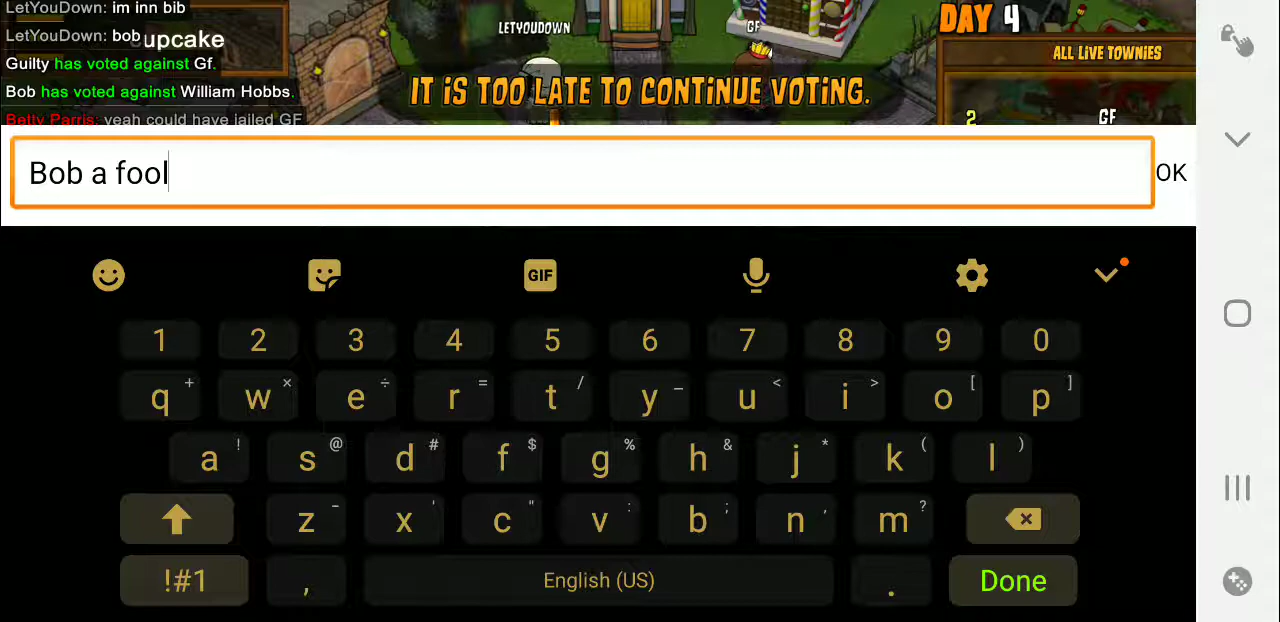 LetYouDown: im inn bib
LetYouDown: bob
upcake
Guilty has voted against Gf.
Bob has voted against William Hobbs.
Betty Parris: yeah could have jailed GF
LETYOUDOWN
GF
IT IS TOO LATE TO CONTINUE VOTING.
DAY 4
ALL LIVE TOWNIES
2 GF
Bob a fool
OK
GIF
1 2 3 4 5 6 7 8 9 0
q + w × e ÷ r = t / y _ u < i > o [ p ]
a ! s @ d # f $ g % h & j * k ( l )
z - x ' c " v : b ; n , m ?
!#1 , English (US) . Done